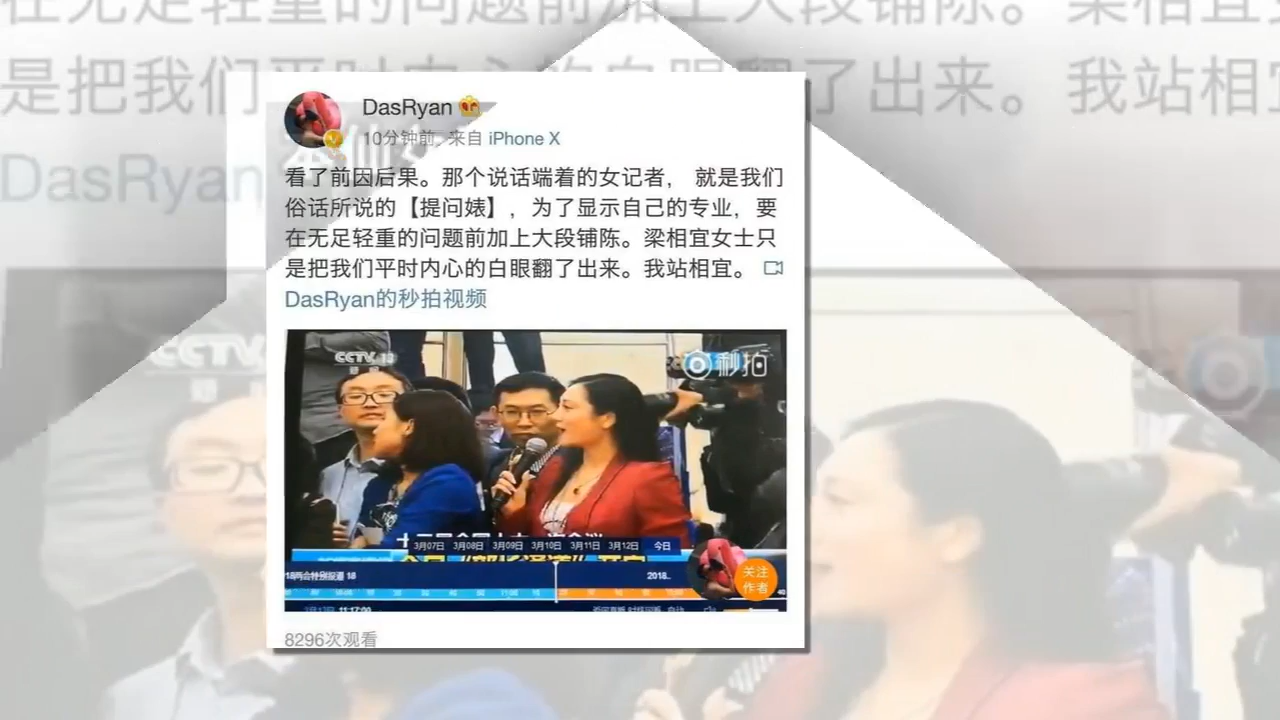 在无足轻重的问题前加上大段铺陈。梁相宜
是把我们平时内心的白眼翻了出来。我站相宜
DasRyan
DasRyan
10分钟前 来自 iPhone X
看了前因后果。那个说话端着的女记者，就是我们
俗话所说的【提问婊】，为了显示自己的专业，要
在无足轻重的问题前加上大段铺陈。梁相宜女士只
是把我们平时内心的白眼翻了出来。我站相宜。
DasRyan的秒拍视频
CCTV 13
秒拍
3月07日 3月08日 3月09日 3月10日 3月11日 3月12日 今日
关注
作者
2018..
8296次观看
CCTV